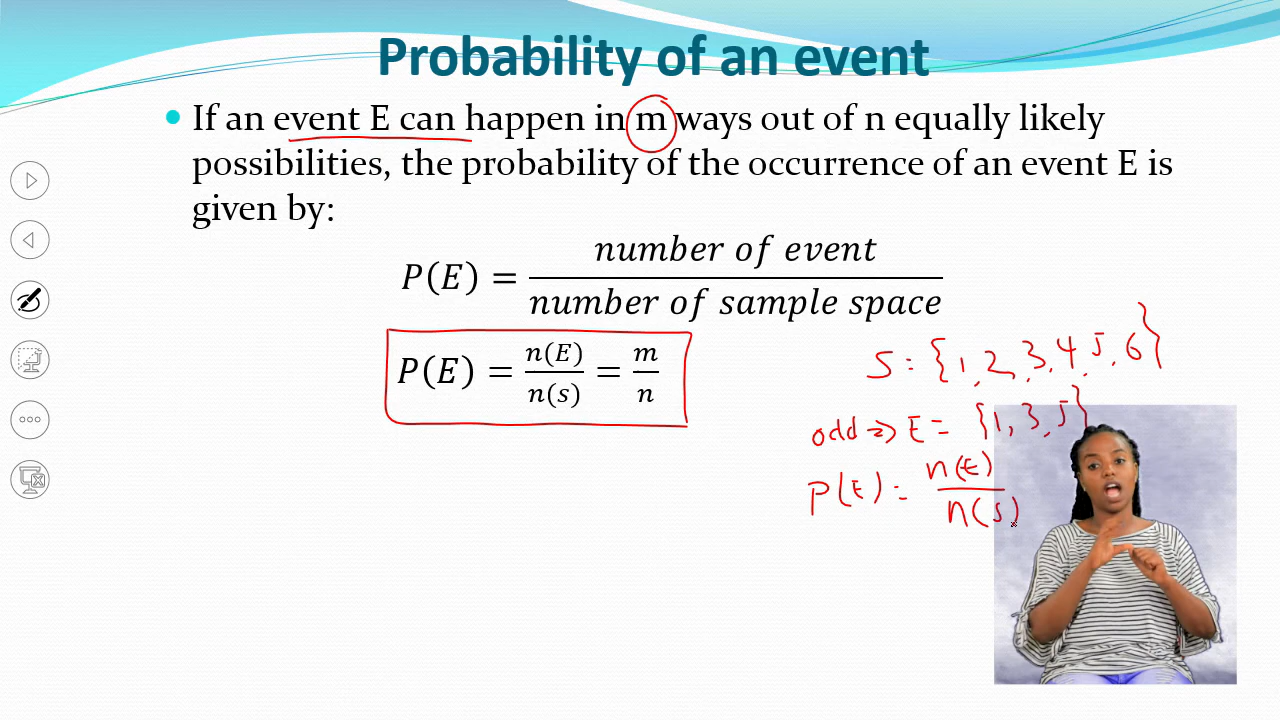 Probability of an event
• If an event E can happen in m ways out of n equally likely
possibilities, the probability of the occurrence of an event E is
given by:
P(E) = number of event / number of sample space
P(E) = n(E)/n(s) = m/n
S = {1, 2, 3, 4, 5, 6}
odd => E = {1, 3, 5}
P(E) = n(E)/n(s)